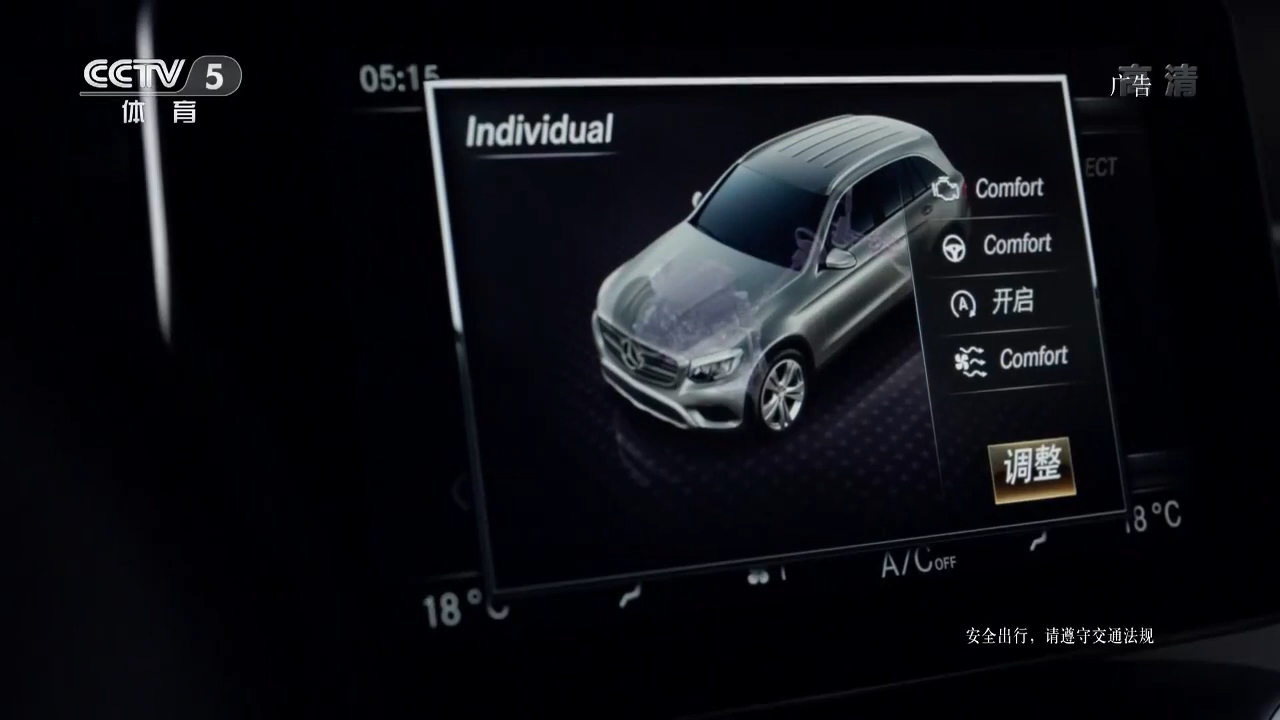 CCTV 5
体育
05:15
广告
高清
Individual
ECT
Comfort
Comfort
A 开启
Comfort
调整
18°C
A/C OFF
18°C
安全出行，请遵守交通法规